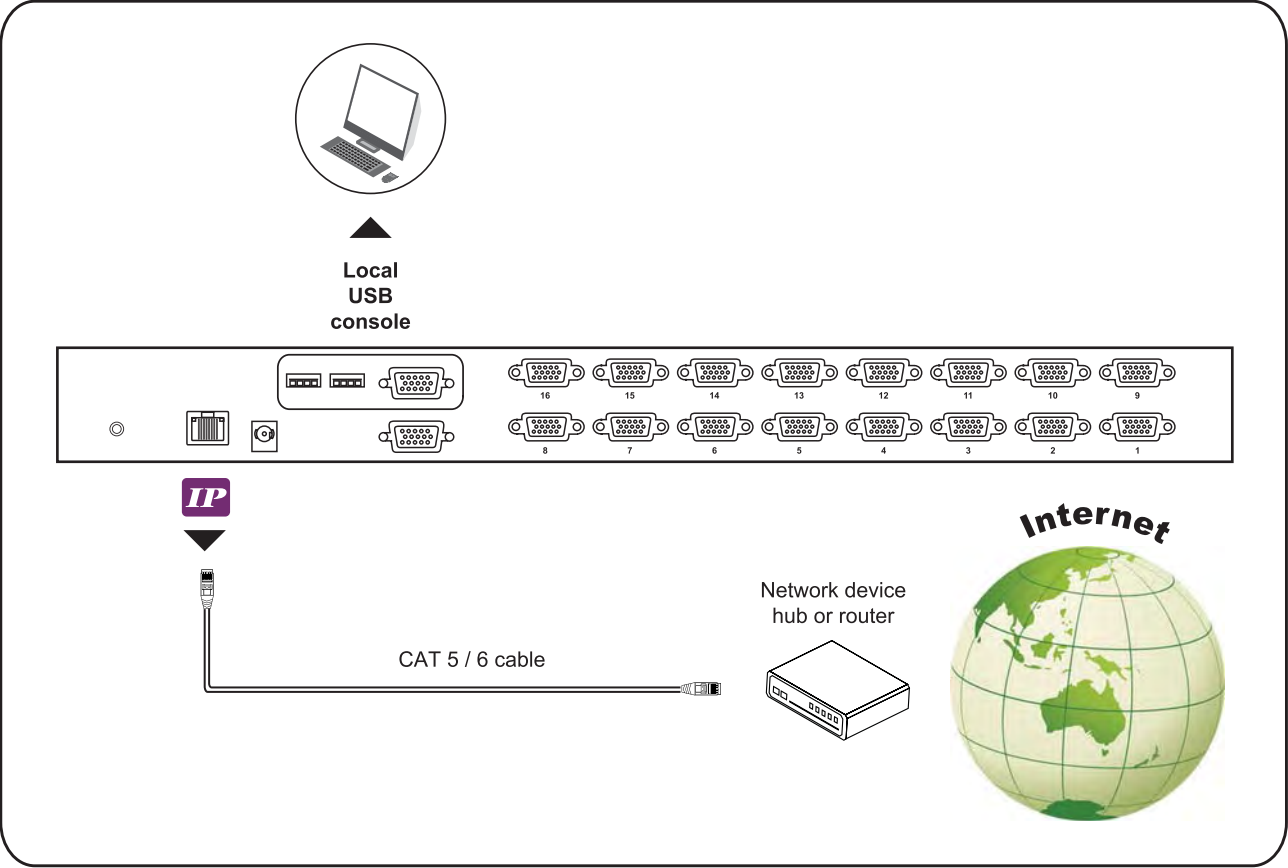 Local
USB
console
16 15 14 13 12 11 10 9
8 7 6 5 4 3 2 1
IP
Internet
Network device
hub or router
CAT 5 / 6 cable